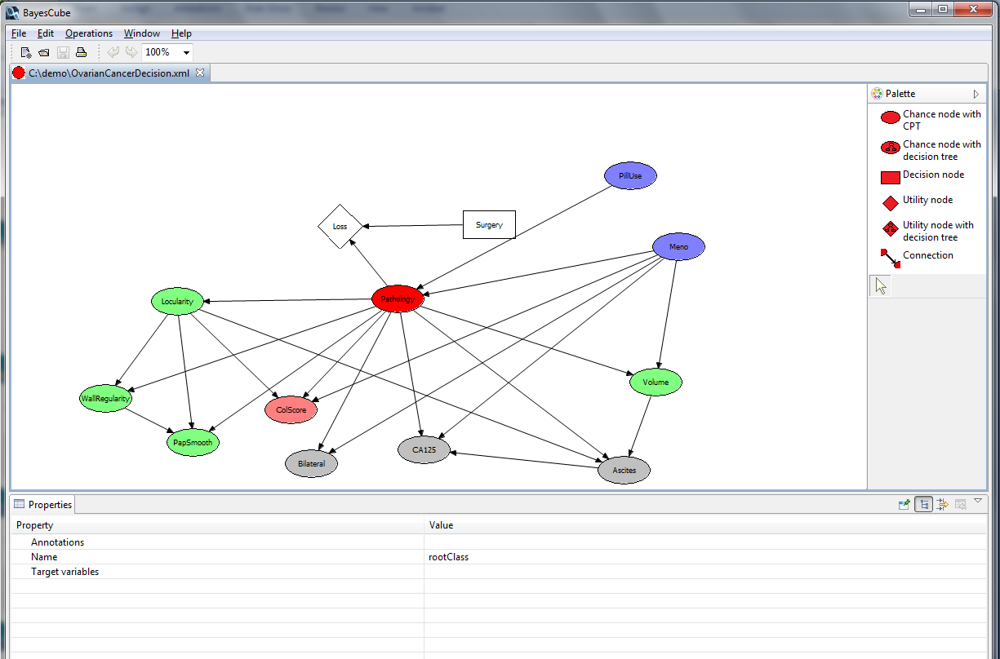 BayesCube
File Edit Operations Window Help
100%
C:\demo\OvarianCancerDecision.xml
Palette
Chance node with
CPT
Chance node with
decision tree
Decision node
Utility node
Utility node with
decision tree
Connection
PillUse
Loss
Surgery
Meno
Pathology
Locularity
Volume
WallRegularity
ColScore
PapSmooth
CA125
Bilateral
Ascites
Properties
Property Value
Annotations
Name rootClass
Target variables